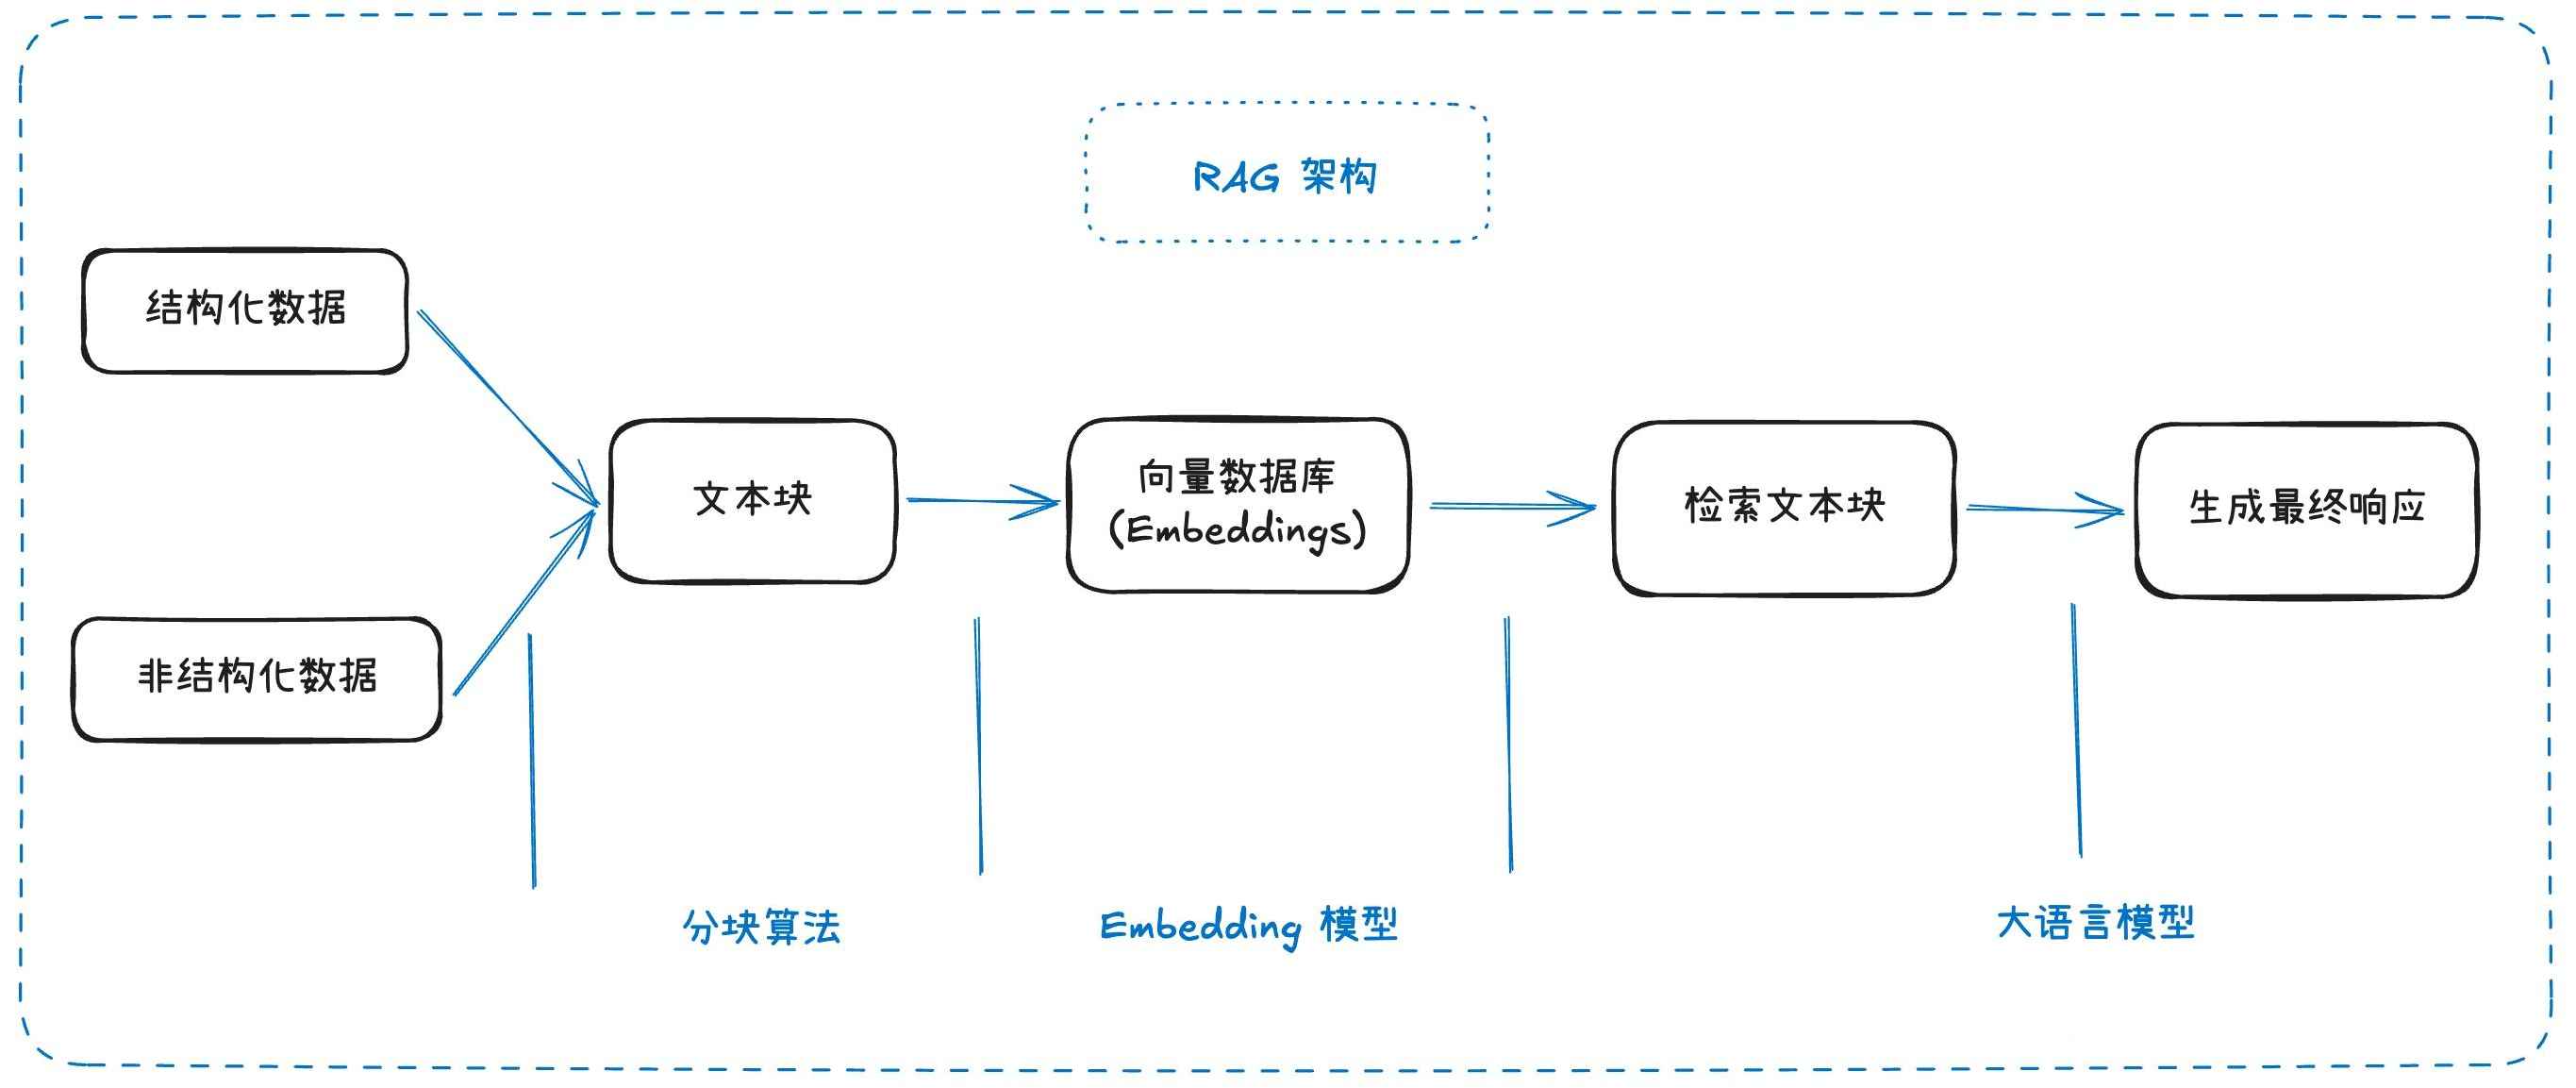 RAG 架构
结构化数据
非结构化数据
文本块
向量数据库
(Embeddings)
检索文本块
生成最终响应
分块算法
Embedding 模型
大语言模型